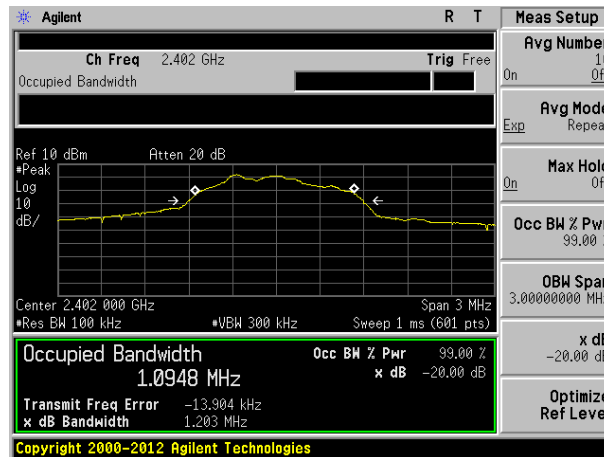 Agilent R T
Ch Freq 2.402 GHz Trig Free
Occupied Bandwidth
Ref 10 dBm Atten 20 dB
#Peak
Log
10
dB/
Center 2.402 000 GHz Span 3 MHz
#Res BW 100 kHz #VBW 300 kHz Sweep 1 ms (601 pts)
Occupied Bandwidth Occ BW % Pwr 99.00 %
1.0948 MHz x dB -20.00 dB
Transmit Freq Error -13.904 kHz
x dB Bandwidth 1.203 MHz
Copyright 2000-2012 Agilent Technologies
Meas Setup
Avg Number
On
Avg Mode
Exp Repea
Max Hold
On Of
Occ BW % Pwr
99.00
OBW Span
3.00000000 MH
x dB
-20.00 dB
Optimize
Ref Level